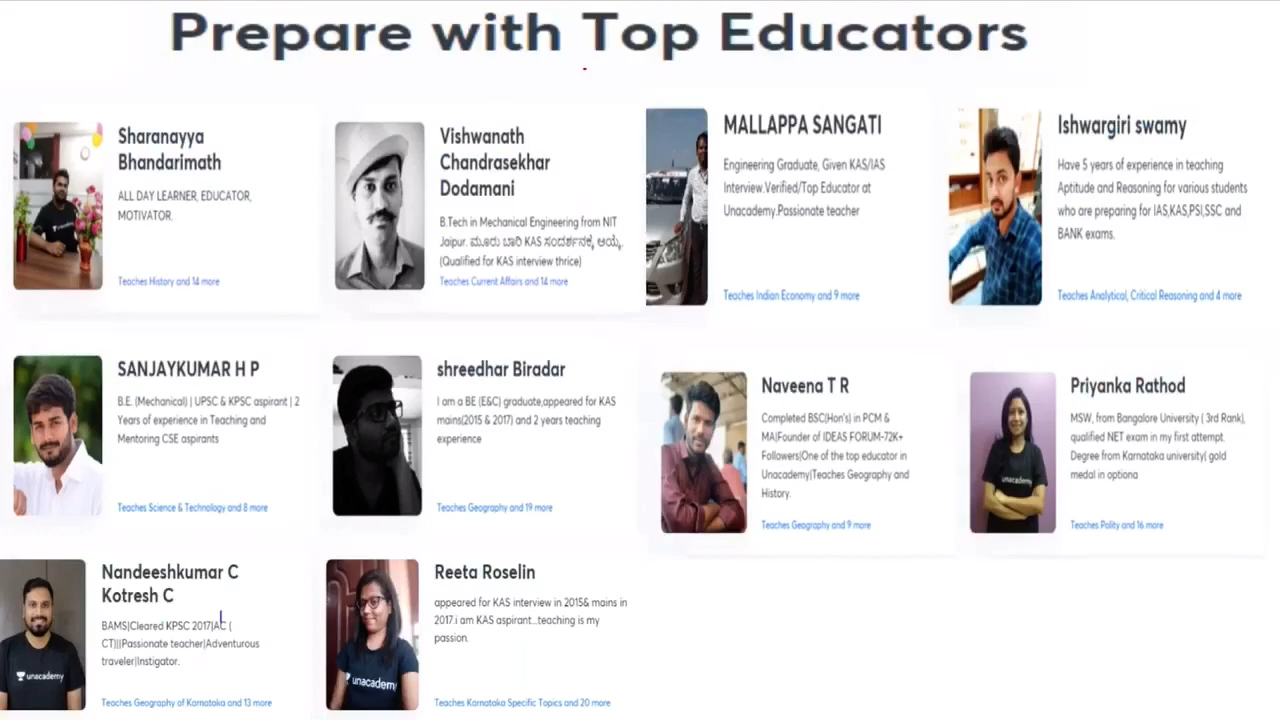 Prepare with Top Educators
Sharanayya
Bhandarimath
ALL DAY LEARNER, EDUCATOR,
MOTIVATOR.
Teaches History and 14 more
Vishwanath
Chandrasekhar
Dodamani
B.Tech in Mechanical Engineering from NIT
Jaipur. ಮೂರು ಬಾರಿ KAS ಸಂದರ್ಶನಕ್ಕೆ ಆಯ್ಕೆ.
(Qualified for KAS interview thrice)
Teaches Current Affairs and 14 more
MALLAPPA SANGATI
Engineering Graduate, Given KAS/IAS
Interview.Verified/Top Educator at
Unacademy.Passionate teacher
Teaches Indian Economy and 9 more
Ishwargiri swamy
Have 5 years of experience in teaching
Aptitude and Reasoning for various students
who are preparing for IAS,KAS,PSI,SSC and
BANK exams.
Teaches Analytical, Critical Reasoning and 4 more
SANJAYKUMAR H P
B.E. (Mechanical) | UPSC & KPSC aspirant | 2
Years of experience in Teaching and
Mentoring CSE aspirants
Teaches Science & Technology and 8 more
shreedhar Biradar
I am a BE (E&C) graduate,appeared for KAS
mains(2015 & 2017) and 2 years teaching
experience
Teaches Geography and 19 more
Naveena T R
Completed BSC(Hon's) in PCM &
MA|Founder of IDEAS FORUM-72K+
Followers|One of the top educator in
Unacademy|Teaches Geography and
History.
Teaches Geography and 9 more
Priyanka Rathod
MSW, from Bangalore University ( 3rd Rank),
qualified NET exam in my first attempt.
Degree from Karnataka university( gold
medal in optiona
Teaches Polity and 16 more
unacademy
Nandeeshkumar C
Kotresh C
BAMS|Cleared KPSC 2017|AC (
CT)||Passionate teacher|Adventurous
traveler|Instigator.
Teaches Geography of Karnataka and 13 more
unacademy
Reeta Roselin
appeared for KAS interview in 2015& mains in
2017.i am KAS aspirant...teaching is my
passion.
Teaches Karnataka Specific Topics and 20 more
unacademy